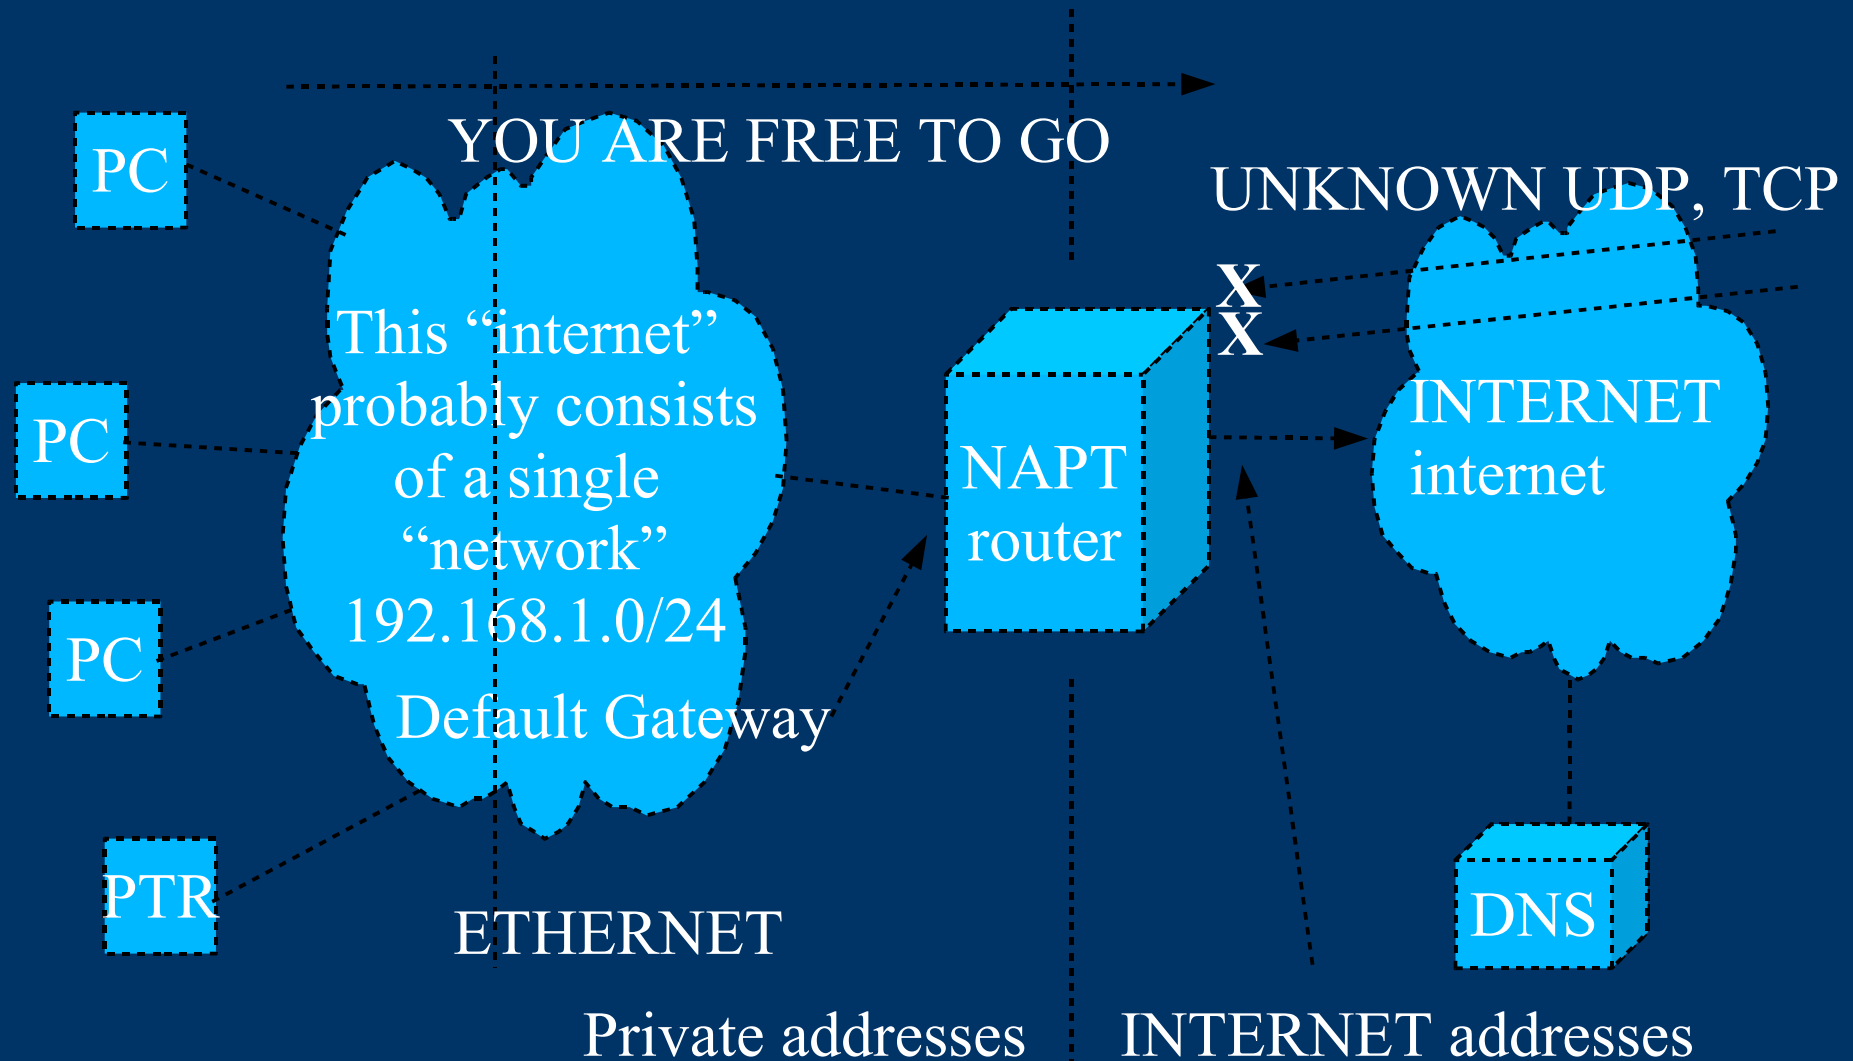 YOU ARE FREE TO GO
PC
UNKNOWN UDP, TCP
X
X
This “internet”
probably consists
of a single
“network”
192.168.1.0/24
Default Gateway
PC
PC
PTR
NAPT
router
INTERNET
internet
DNS
ETHERNET
Private addresses
INTERNET addresses